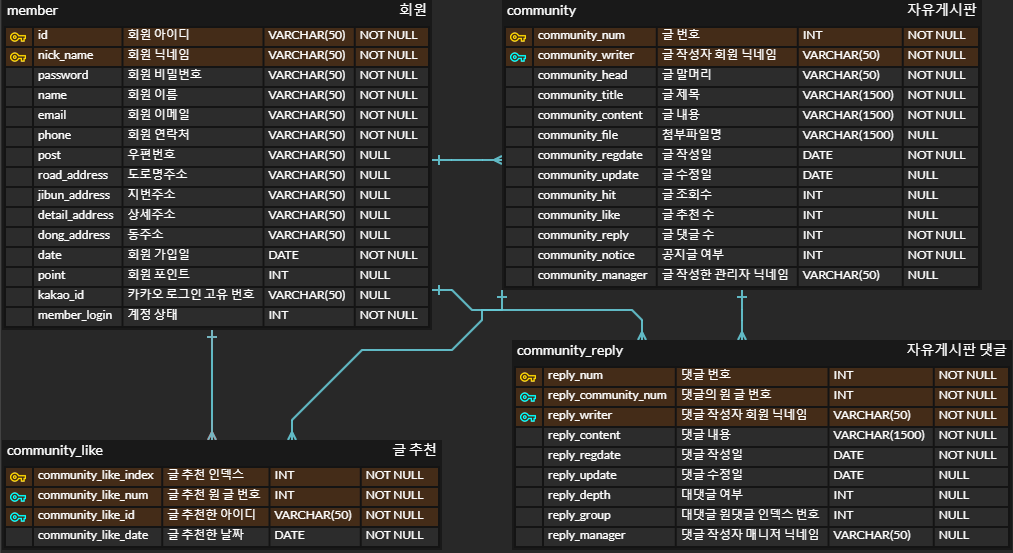 member 회원
id 회원 아이디 VARCHAR(50) NOT NULL
nick_name 회원 닉네임 VARCHAR(50) NOT NULL
password 회원 비밀번호 VARCHAR(50) NOT NULL
name 회원 이름 VARCHAR(50) NOT NULL
email 회원 이메일 VARCHAR(50) NOT NULL
phone 회원 연락처 VARCHAR(50) NOT NULL
post 우편번호 VARCHAR(50) NULL
road_address 도로명주소 VARCHAR(50) NULL
jibun_address 지번주소 VARCHAR(50) NULL
detail_address 상세주소 VARCHAR(50) NULL
dong_address 동주소 VARCHAR(50) NULL
date 회원 가입일 DATE NOT NULL
point 회원 포인트 INT NULL
kakao_id 카카오 로그인 고유 번호 VARCHAR(50) NULL
member_login 계정 상태 INT NOT NULL
community 자유게시판
community_num 글 번호 INT NOT NULL
community_writer 글 작성자 회원 닉네임 VARCHAR(50) NOT NULL
community_head 글 말머리 VARCHAR(50) NOT NULL
community_title 글 제목 VARCHAR(1500) NOT NULL
community_content 글 내용 VARCHAR(1500) NOT NULL
community_file 첨부파일명 VARCHAR(1500) NULL
community_regdate 글 작성일 DATE NOT NULL
community_update 글 수정일 DATE NULL
community_hit 글 조회수 INT NULL
community_like 글 추천 수 INT NULL
community_reply 글 댓글 수 INT NOT NULL
community_notice 공지글 여부 INT NOT NULL
community_manager 글 작성한 관리자 닉네임 VARCHAR(50) NULL
community_like 글 추천
community_like_index 글 추천 인덱스 INT NOT NULL
community_like_num 글 추천 원 글 번호 INT NOT NULL
community_like_id 글 추천한 아이디 VARCHAR(50) NOT NULL
community_like_date 글 추천한 날짜 DATE NOT NULL
community_reply 자유게시판 댓글
reply_num 댓글 번호 INT NOT NULL
reply_community_num 댓글의 원 글 번호 INT NOT NULL
reply_writer 댓글 작성자 회원 닉네임 VARCHAR(50) NOT NULL
reply_content 댓글 내용 VARCHAR(1500) NOT NULL
reply_regdate 댓글 작성일 DATE NOT NULL
reply_update 댓글 수정일 DATE NULL
reply_depth 대댓글 여부 INT NULL
reply_group 대댓글 원댓글 인덱스 번호 INT NULL
reply_manager 댓글 작성자 매니저 닉네임 VARCHAR(50) NULL